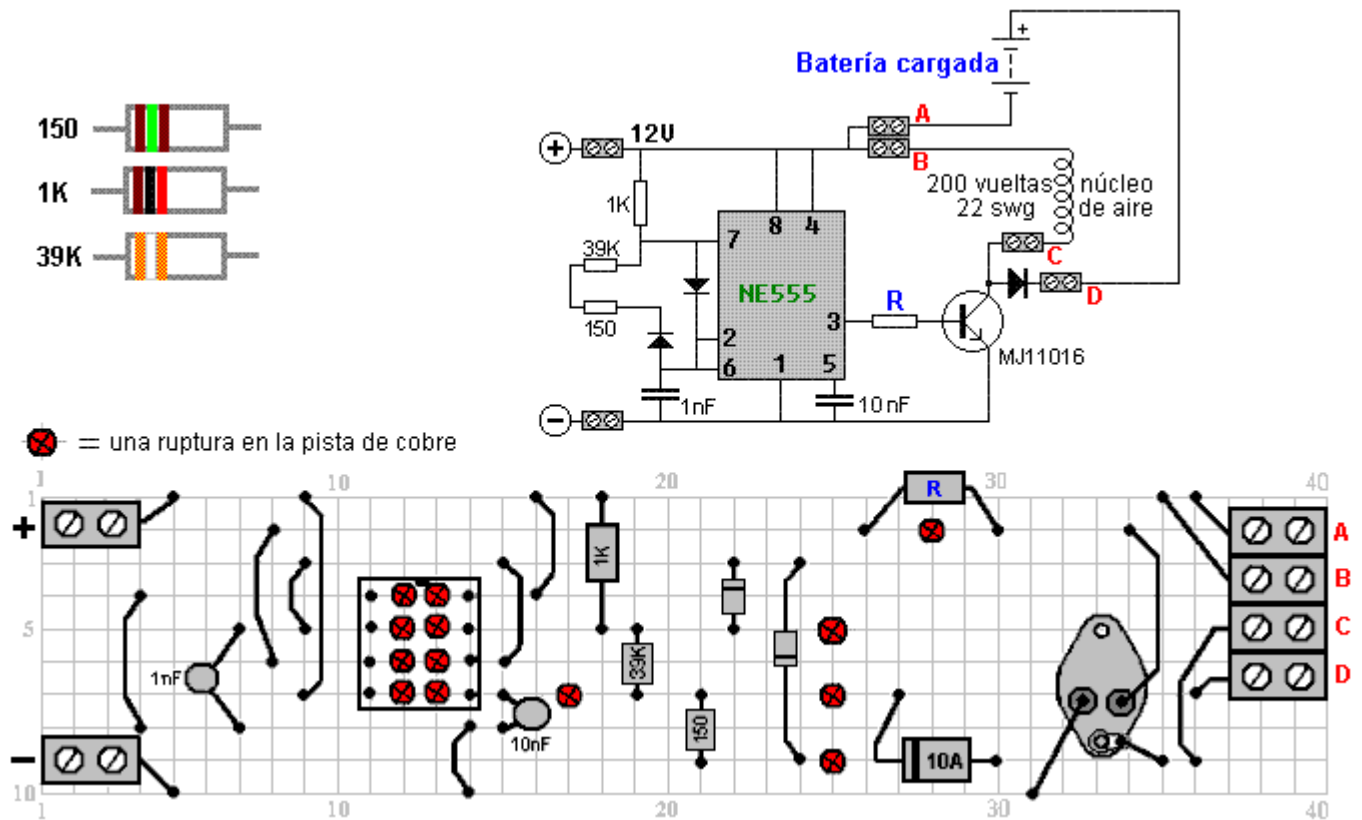 150
1K
39K
Batería cargada
+
A
12V
B
200 vueltas
22 swg
núcleo
de aire
C
D
1K
39K
150
7
8
4
NE555
3
2
6
1
5
R
MJ11016
1nF
10nF
+
−
= una ruptura en la pista de cobre
1 10 20 30 40
1
5
10
+
−
1nF
10nF
1K
39K
150
R
10A
A
B
C
D
1 10 20 30 40